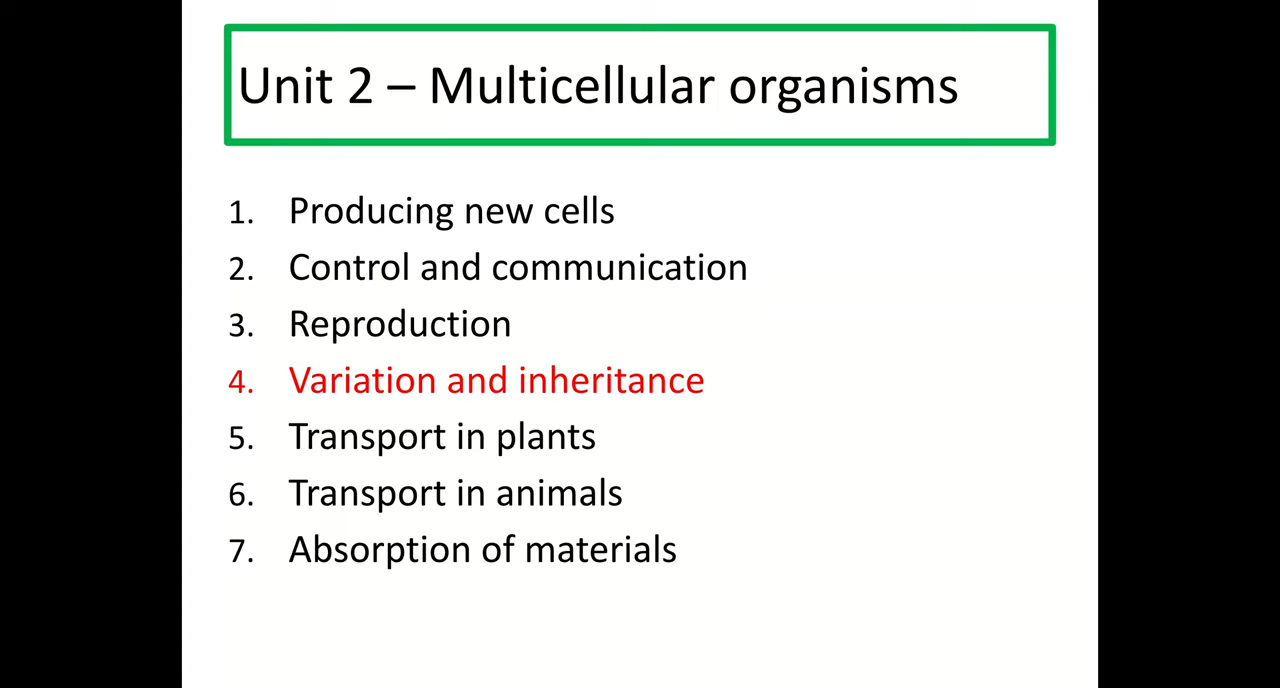 Unit 2 – Multicellular organisms
1. Producing new cells
2. Control and communication
3. Reproduction
4. Variation and inheritance
5. Transport in plants
6. Transport in animals
7. Absorption of materials